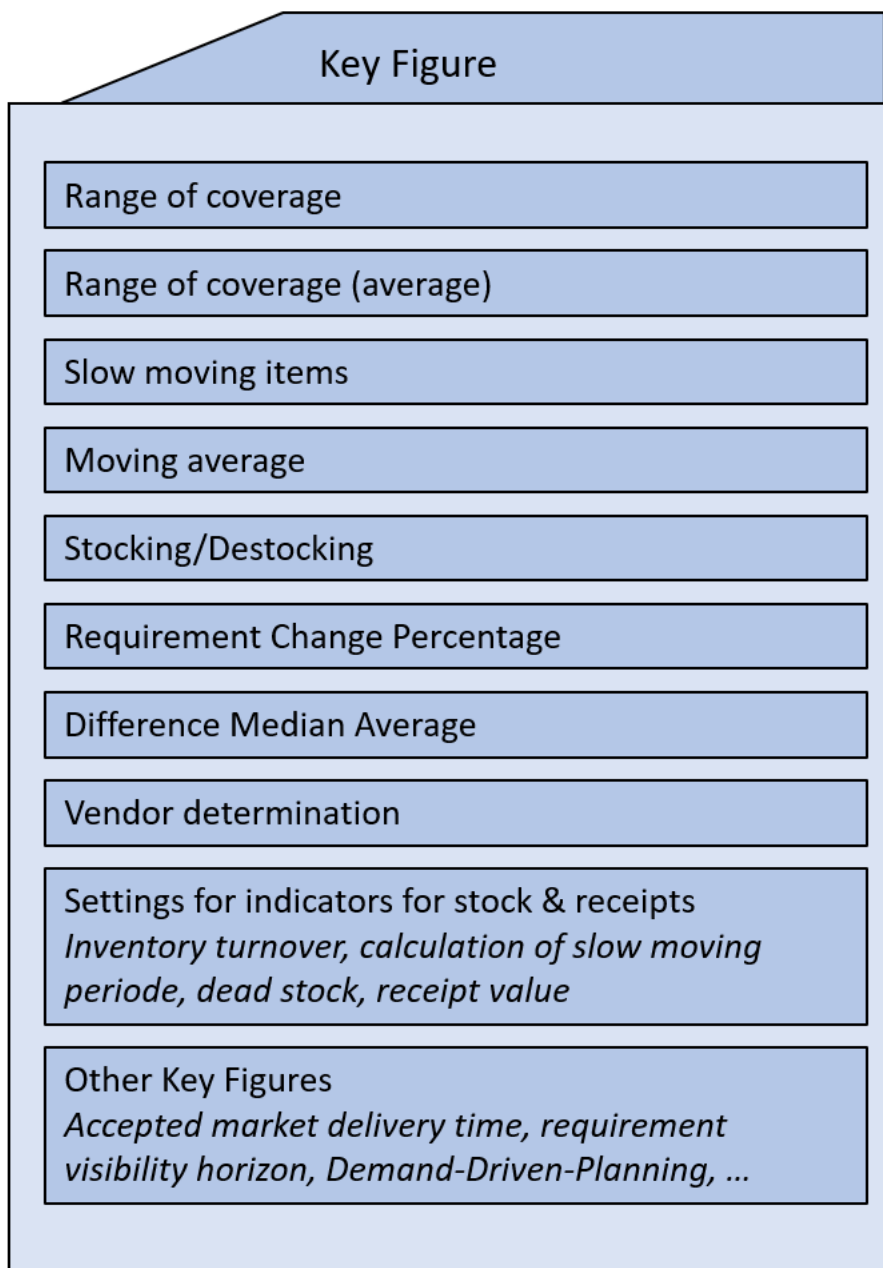 Key Figure
Range of coverage
Range of coverage (average)
Slow moving items
Moving average
Stocking/Destocking
Requirement Change Percentage
Difference Median Average
Vendor determination
Settings for indicators for stock & receipts
Inventory turnover, calculation of slow moving
periode, dead stock, receipt value
Other Key Figures
Accepted market delivery time, requirement
visibility horizon, Demand-Driven-Planning, ...